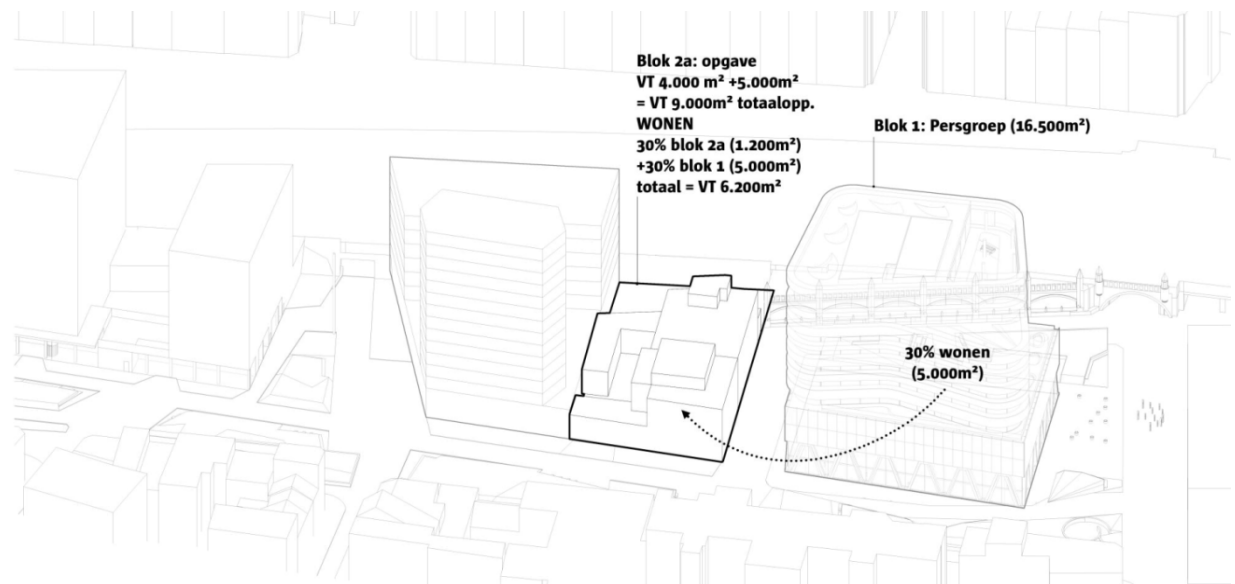 Blok 2a: opgave
VT 4.000 m² +5.000m²
= VT 9.000m² totaalopp.
WONEN
30% blok 2a (1.200m²)
+30% blok 1 (5.000m²)
totaal = VT 6.200m²
Blok 1: Persgroep (16.500m²)
30% wonen
(5.000m²)